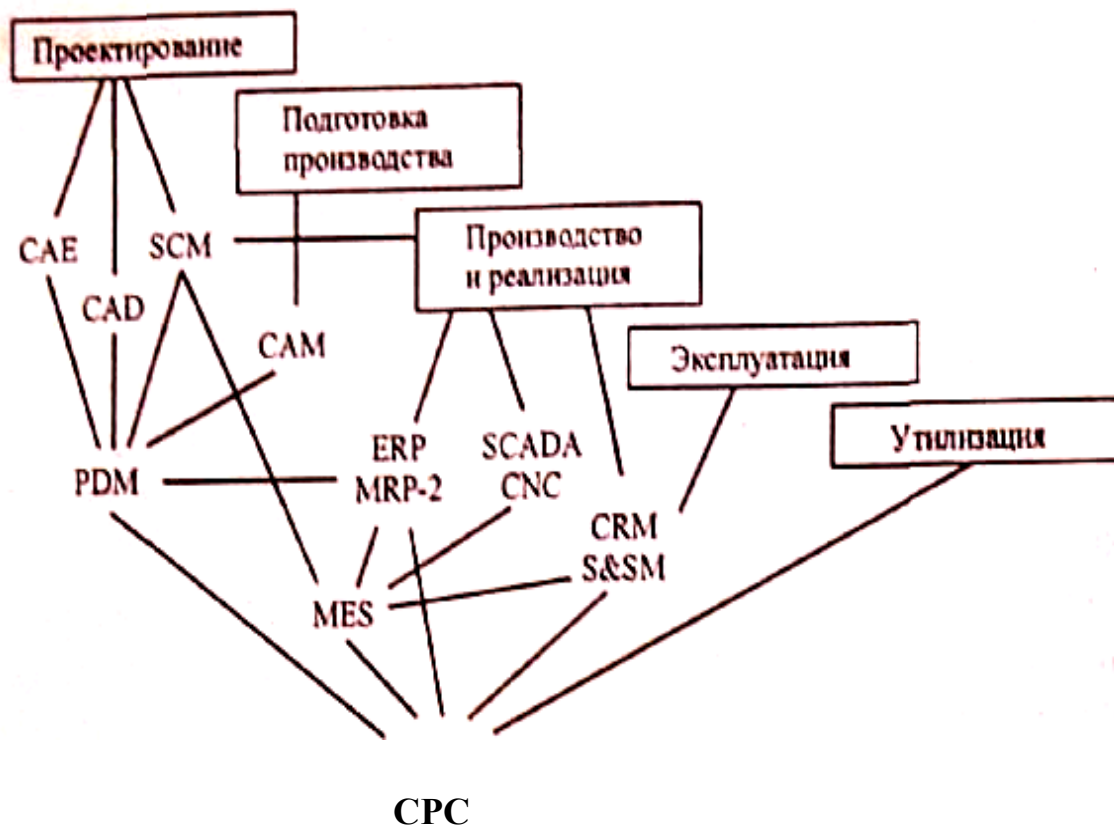 Проектирование
Подготовка
производства
Производство
и реализация
Эксплуатация
Утилизация
CAE
SCM
CAD
CAM
PDM
ERP
MRP-2
SCADA
CNC
CRM
S&SM
MES
CPC